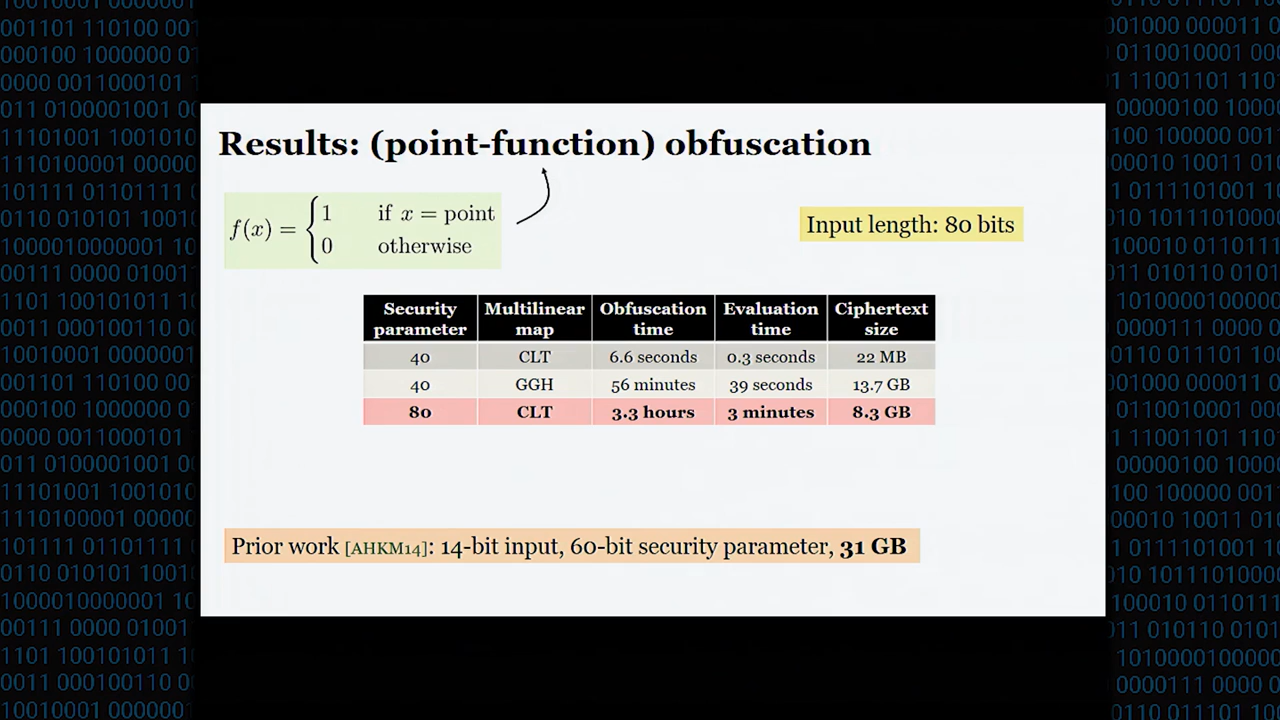 Results: (point-function) obfuscation
f(x) = { 1 if x = point
0 otherwise
Input length: 80 bits
Security parameter Multilinear map Obfuscation time Evaluation time Ciphertext size
40 CLT 6.6 seconds 0.3 seconds 22 MB
40 GGH 56 minutes 39 seconds 13.7 GB
80 CLT 3.3 hours 3 minutes 8.3 GB
Prior work [AHKM14]: 14-bit input, 60-bit security parameter, 31 GB